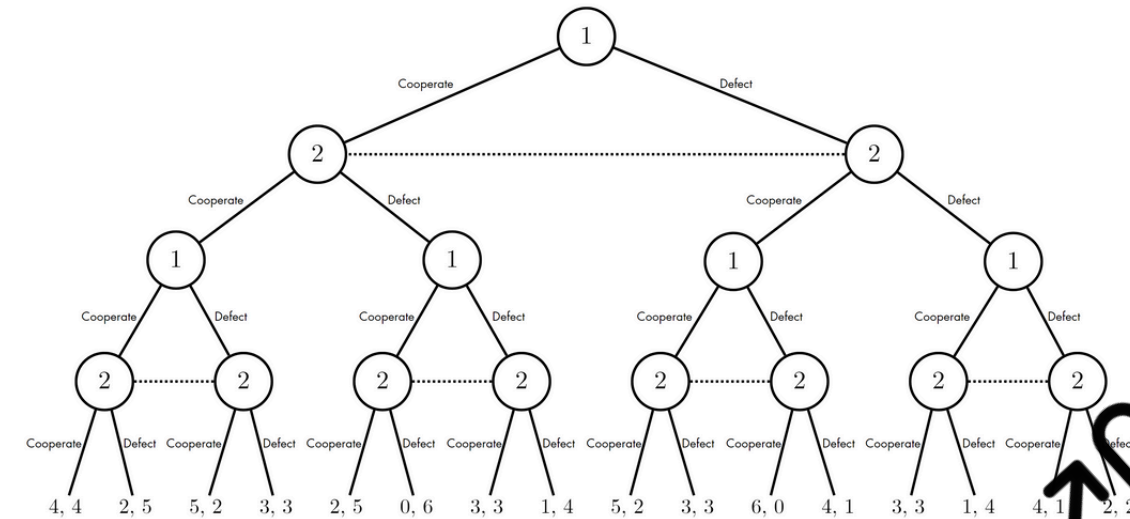 1
Cooperate Defect
2 2
Cooperate Defect Cooperate Defect
1 1 1 1
Cooperate Defect Cooperate Defect Cooperate Defect Cooperate Defect
2 2 2 2 2 2 2 2
Cooperate Defect Cooperate Defect Cooperate Defect Cooperate Defect Cooperate Defect Cooperate Defect Cooperate Defect Cooperate
4, 4 2, 5 5, 2 3, 3 2, 5 0, 6 3, 3 1, 4 5, 2 3, 3 6, 0 4, 1 3, 3 1, 4 4, 1 2, 2